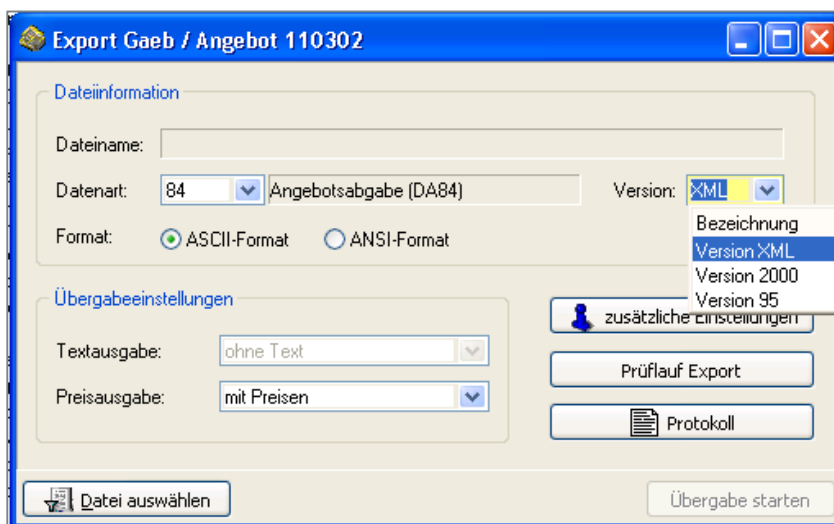 Export Gaeb / Angebot 110302
Dateiinformation
Dateiname:
Datenart: 84 Angebotsabgabe (DA84) Version: XML
Bezeichnung
Version XML
Version 2000
Version 95
Format: ASCII-Format ANSI-Format
Übergabeeinstellungen
zusätzliche Einstellungen
Textausgabe: ohne Text
Prüflauf Export
Preisausgabe: mit Preisen
Protokoll
Datei auswählen
Übergabe starten